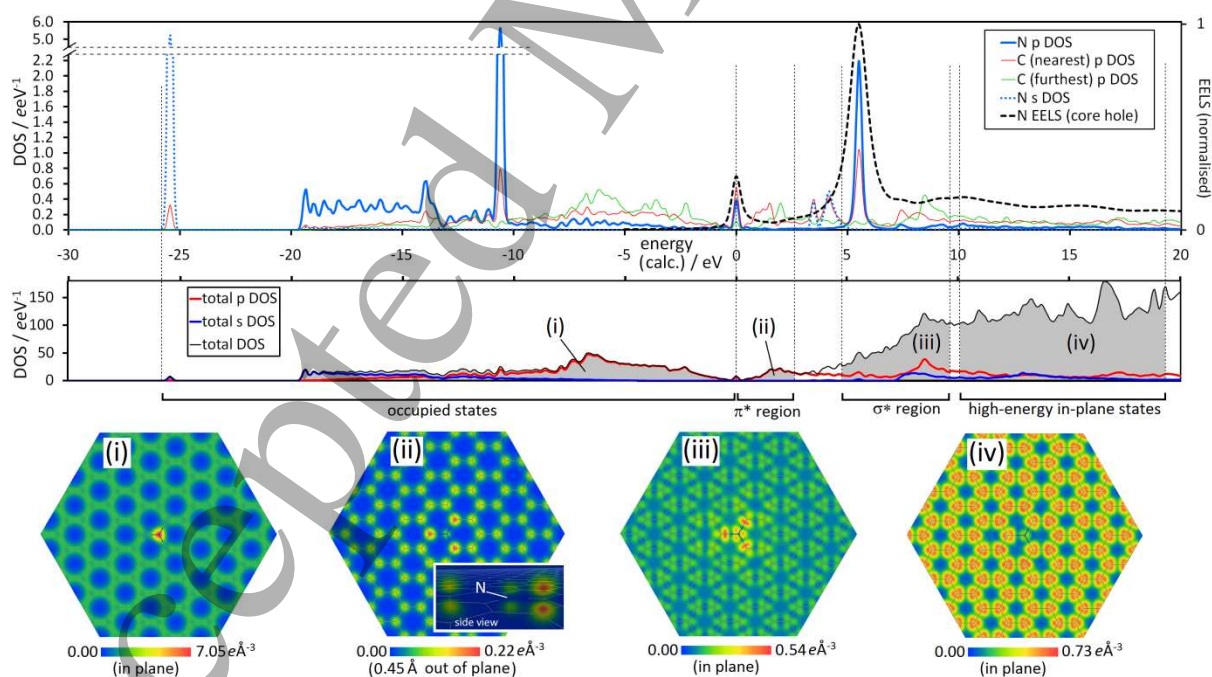 6.0
5.0
2.2
2.0
1.8
1.6
1.4
1.2
1.0
0.8
0.6
0.4
0.2
0.0
DOS / eeV⁻¹
1
0
EELS (normalised)
N p DOS
C (nearest) p DOS
C (furthest) p DOS
N s DOS
N EELS (core hole)
-30 -25 -20 -15 -10 -5 0 5 10 15 20
energy
(calc.) / eV
150
100
50
0
DOS / eeV⁻¹
total p DOS
total s DOS
total DOS
(i)
(ii)
(iii)
(iv)
occupied states
π* region
σ* region
high-energy in-plane states
(i)
(ii)
(iii)
(iv)
N
side view
0.00 7.05 eÅ⁻³
(in plane)
0.00 0.22 eÅ⁻³
(0.45 Å out of plane)
0.00 0.54 eÅ⁻³
(in plane)
0.00 0.73 eÅ⁻³
(in plane)